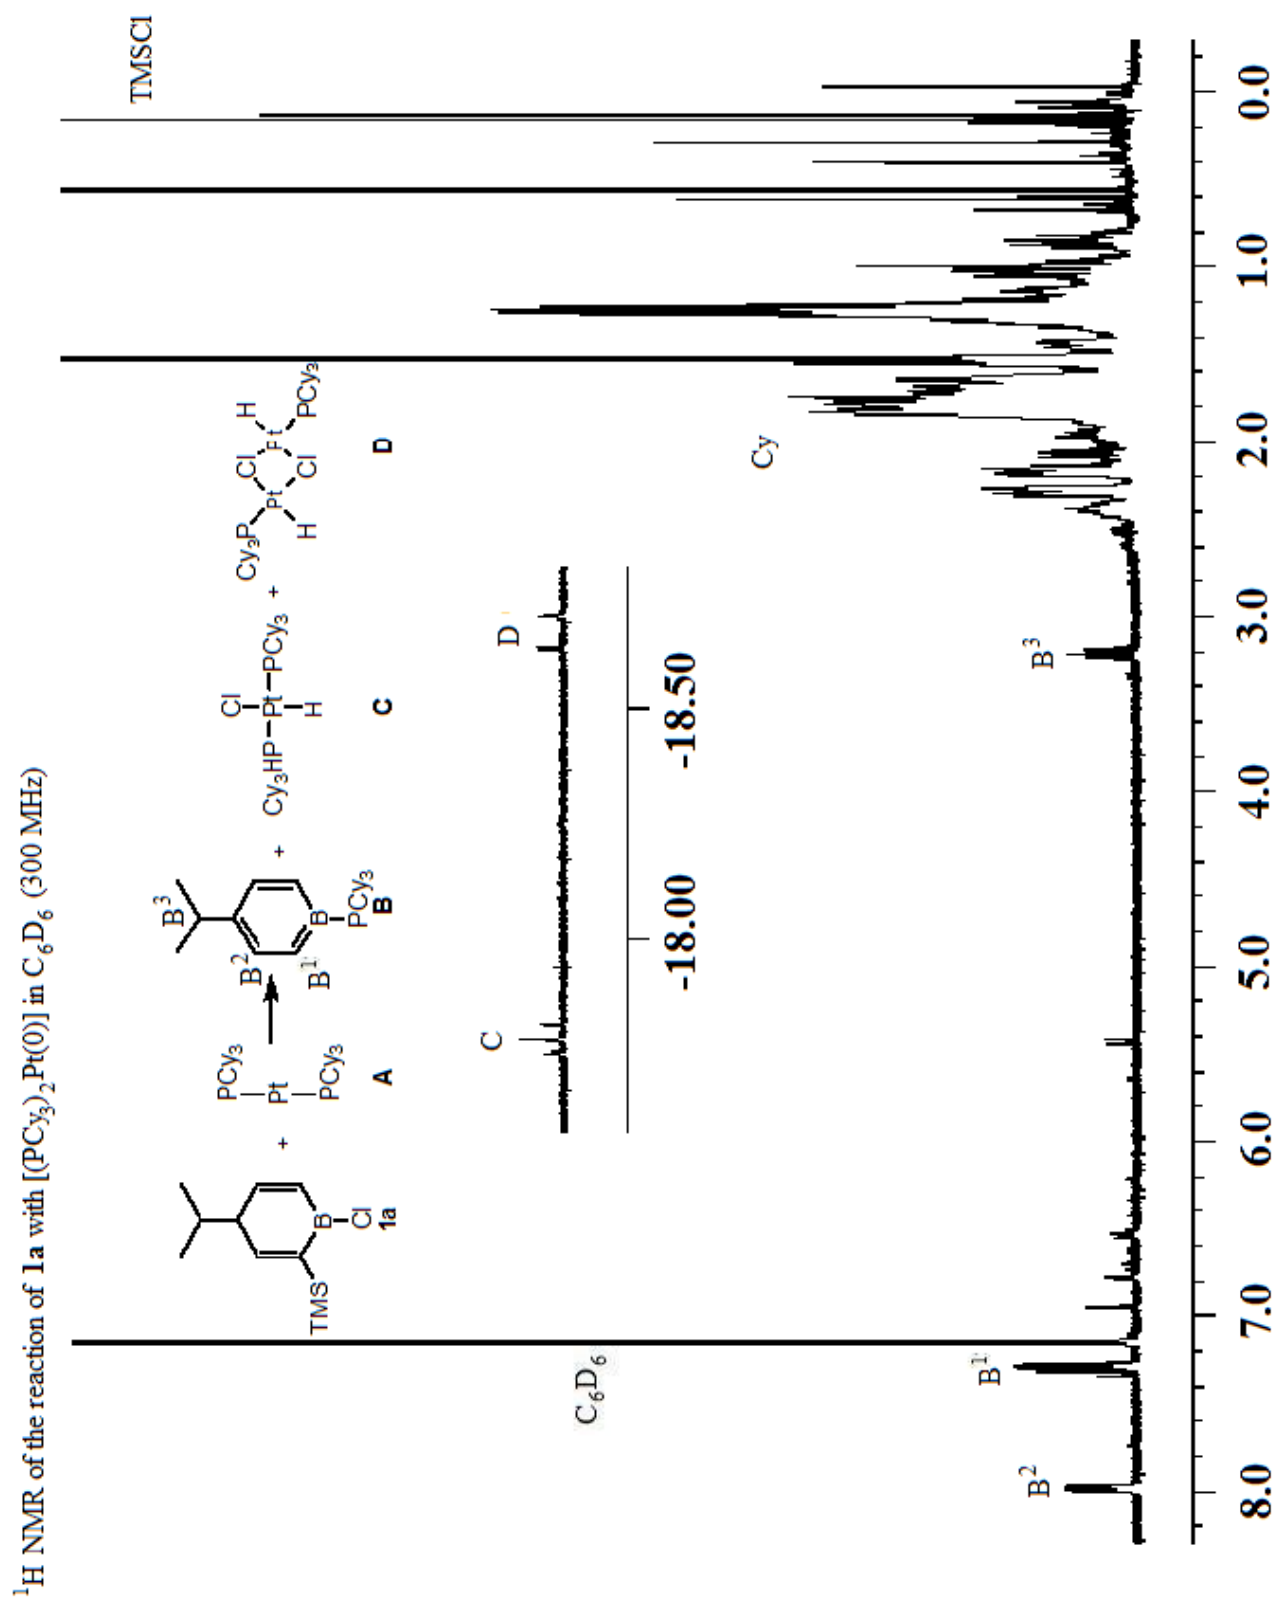 ¹H NMR of the reaction of 1a with [(PCy₃)₂Pt(0)] in C₆D₆ (300 MHz)
TMS
B
Cl
1a
+
PCy₃
Pt
PCy₃
A
B³
B²
B¹
B
PCy₃
B
+
Cl
Cy₃HP
Pt
PCy₃
H
C
+
Cy₃P
Cl
H
Pt
Pt
H
Cl
PCy₃
D
TMSCl
C
D
-18.00
-18.50
C₆D₆
Cy
B²
B¹
B³
8.0
7.0
6.0
5.0
4.0
3.0
2.0
1.0
0.0